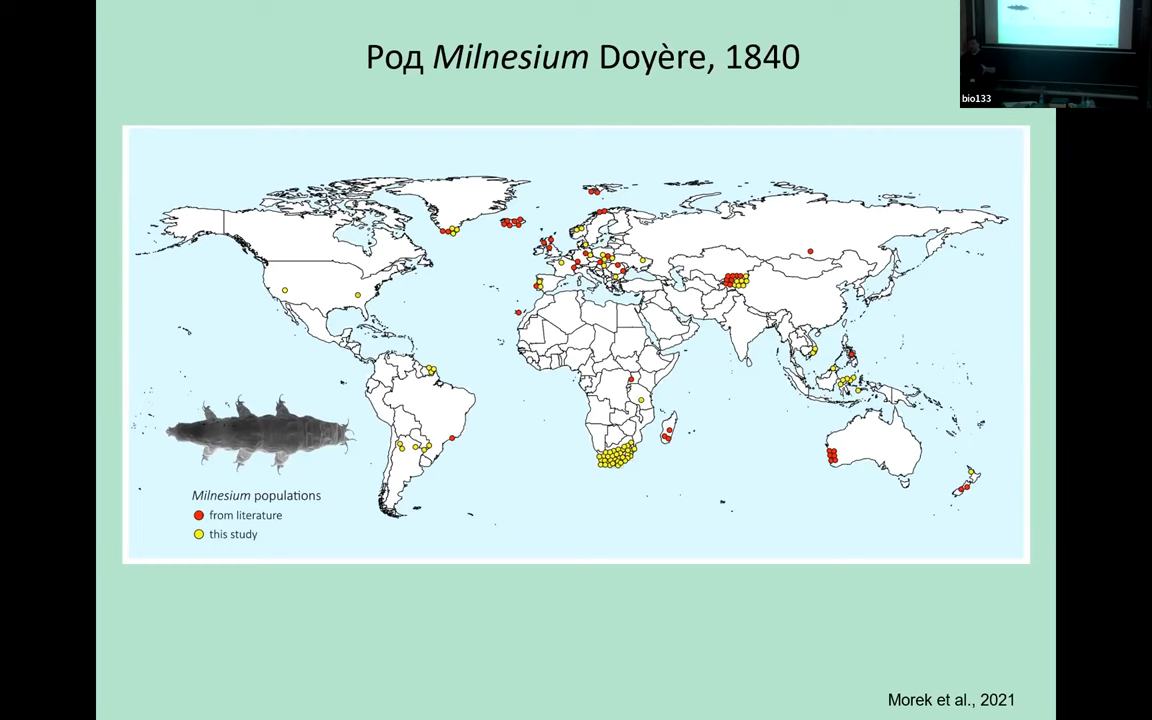 Род Milnesium Doyère, 1840
bio133
Milnesium populations
from literature
this study
Morek et al., 2021